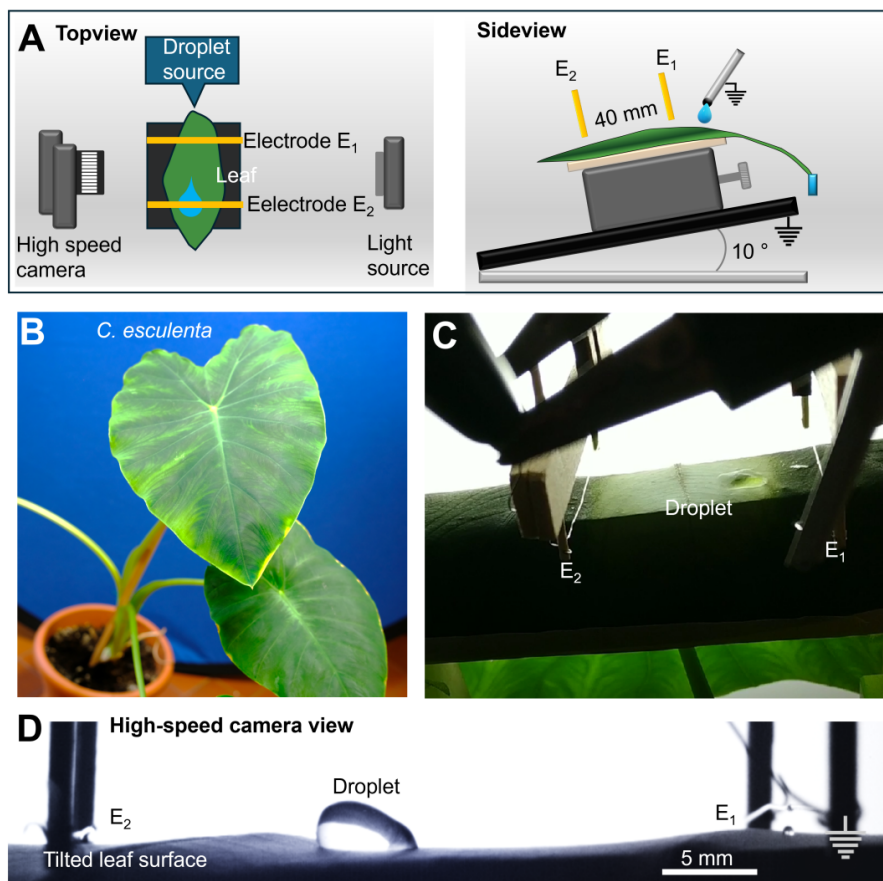 A Topview
Droplet
source
Electrode E1
Leaf
Eelectrode E2
High speed
camera
Light
source
Sideview
E2
E1
40 mm
10 °
B
C. esculenta
C
Droplet
E2
E1
D High-speed camera view
Droplet
E2
E1
Tilted leaf surface
5 mm